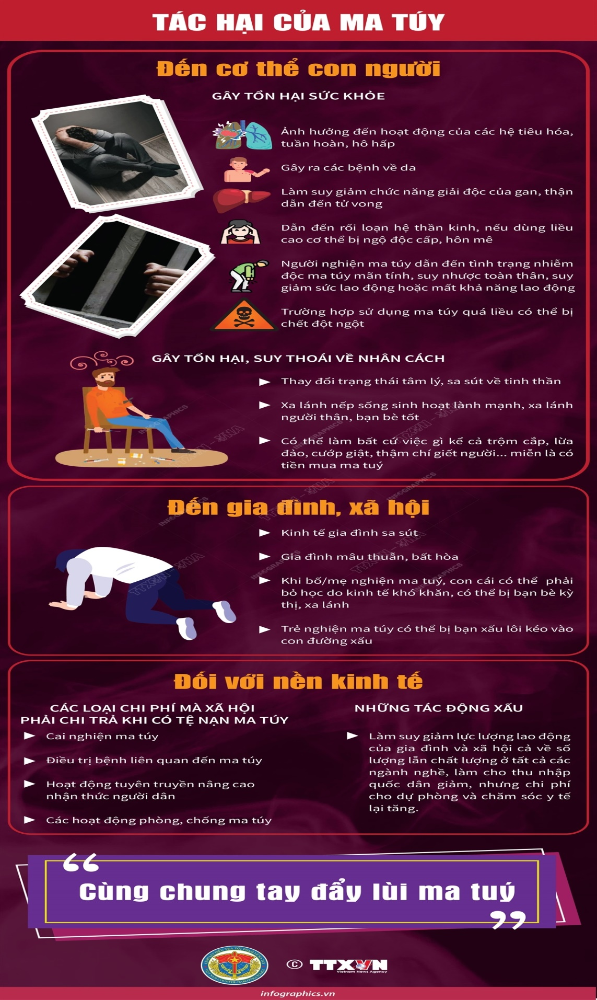 TÁC HẠI CỦA MA TÚY
Đến cơ thể con người
GÂY TỔN HẠI SỨC KHỎE
Ảnh hưởng đến hoạt động của các hệ tiêu hóa,
tuần hoàn, hô hấp
Gây ra các bệnh về da
Làm suy giảm chức năng giải độc của gan, thận
dẫn đến tử vong
Dẫn đến rối loạn hệ thần kinh, nếu dùng liều
cao cơ thể bị ngộ độc cấp, hôn mê
Người nghiện ma túy dẫn đến tình trạng nhiễm
độc ma túy mãn tính, suy nhược toàn thân, suy
giảm sức lao động hoặc mất khả năng lao động
Trường hợp sử dụng ma túy quá liều có thể bị
chết đột ngột
GÂY TỔN HẠI, SUY THOÁI VỀ NHÂN CÁCH
Thay đổi trạng thái tâm lý, sa sút về tinh thần
Xa lánh nếp sống sinh hoạt lành mạnh, xa lánh
người thân, bạn bè tốt
Có thể làm bất cứ việc gì kể cả trộm cắp, lừa
đảo, cướp giật, thậm chí giết người... miễn là có
tiền mua ma tuý
Đến gia đình, xã hội
Kinh tế gia đình sa sút
Gia đình mâu thuẫn, bất hòa
Khi bố/mẹ nghiện ma tuý, con cái có thể phải
bỏ học do kinh tế khó khăn, có thể bị bạn bè kỳ
thị, xa lánh
Trẻ nghiện ma túy có thể bị bạn xấu lôi kéo vào
con đường xấu
Đối với nền kinh tế
CÁC LOẠI CHI PHÍ MÀ XÃ HỘI
PHẢI CHI TRẢ KHI CÓ TỆ NẠN MA TÚY
Cai nghiện ma túy
Điều trị bệnh liên quan đến ma túy
Hoạt động tuyên truyền nâng cao
nhận thức người dân
Các hoạt động phòng, chống ma túy
NHỮNG TÁC ĐỘNG XẤU
Làm suy giảm lực lượng lao động
của gia đình và xã hội cả về số
lượng lẫn chất lượng ở tất cả các
ngành nghề, làm cho thu nhập
quốc dân giảm, nhưng chi phí
cho dự phòng và chăm sóc y tế
lại tăng.
“Cùng chung tay đẩy lùi ma tuý”
CẢNH SÁT ĐIỀU TRA TỘI PHẠM VỀ MA TÚY
VIETNAM COUNTER-NARCOTICS POLICE
© TTXVN
Vietnam News Agency
infographics.vn
TTXVN - VNA
INFOGRAPHICS